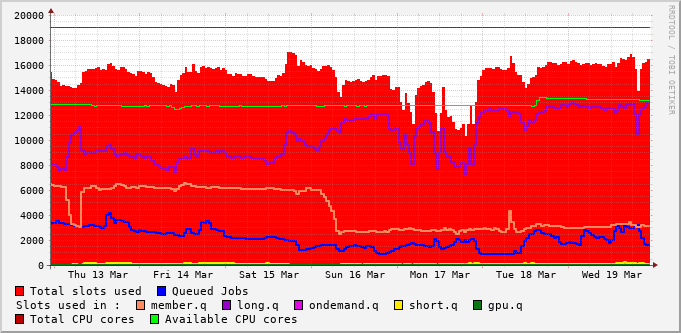 20000
18000
16000
14000
12000
10000
8000
6000
4000
2000
0
Thu 13 Mar Fri 14 Mar Sat 15 Mar Sun 16 Mar Mon 17 Mar Tue 18 Mar Wed 19 Mar
RRDTOOL / TOBI OETIKER
Total slots used Queued Jobs
Slots used in : member.q long.q ondemand.q short.q gpu.q
Total CPU cores Available CPU cores